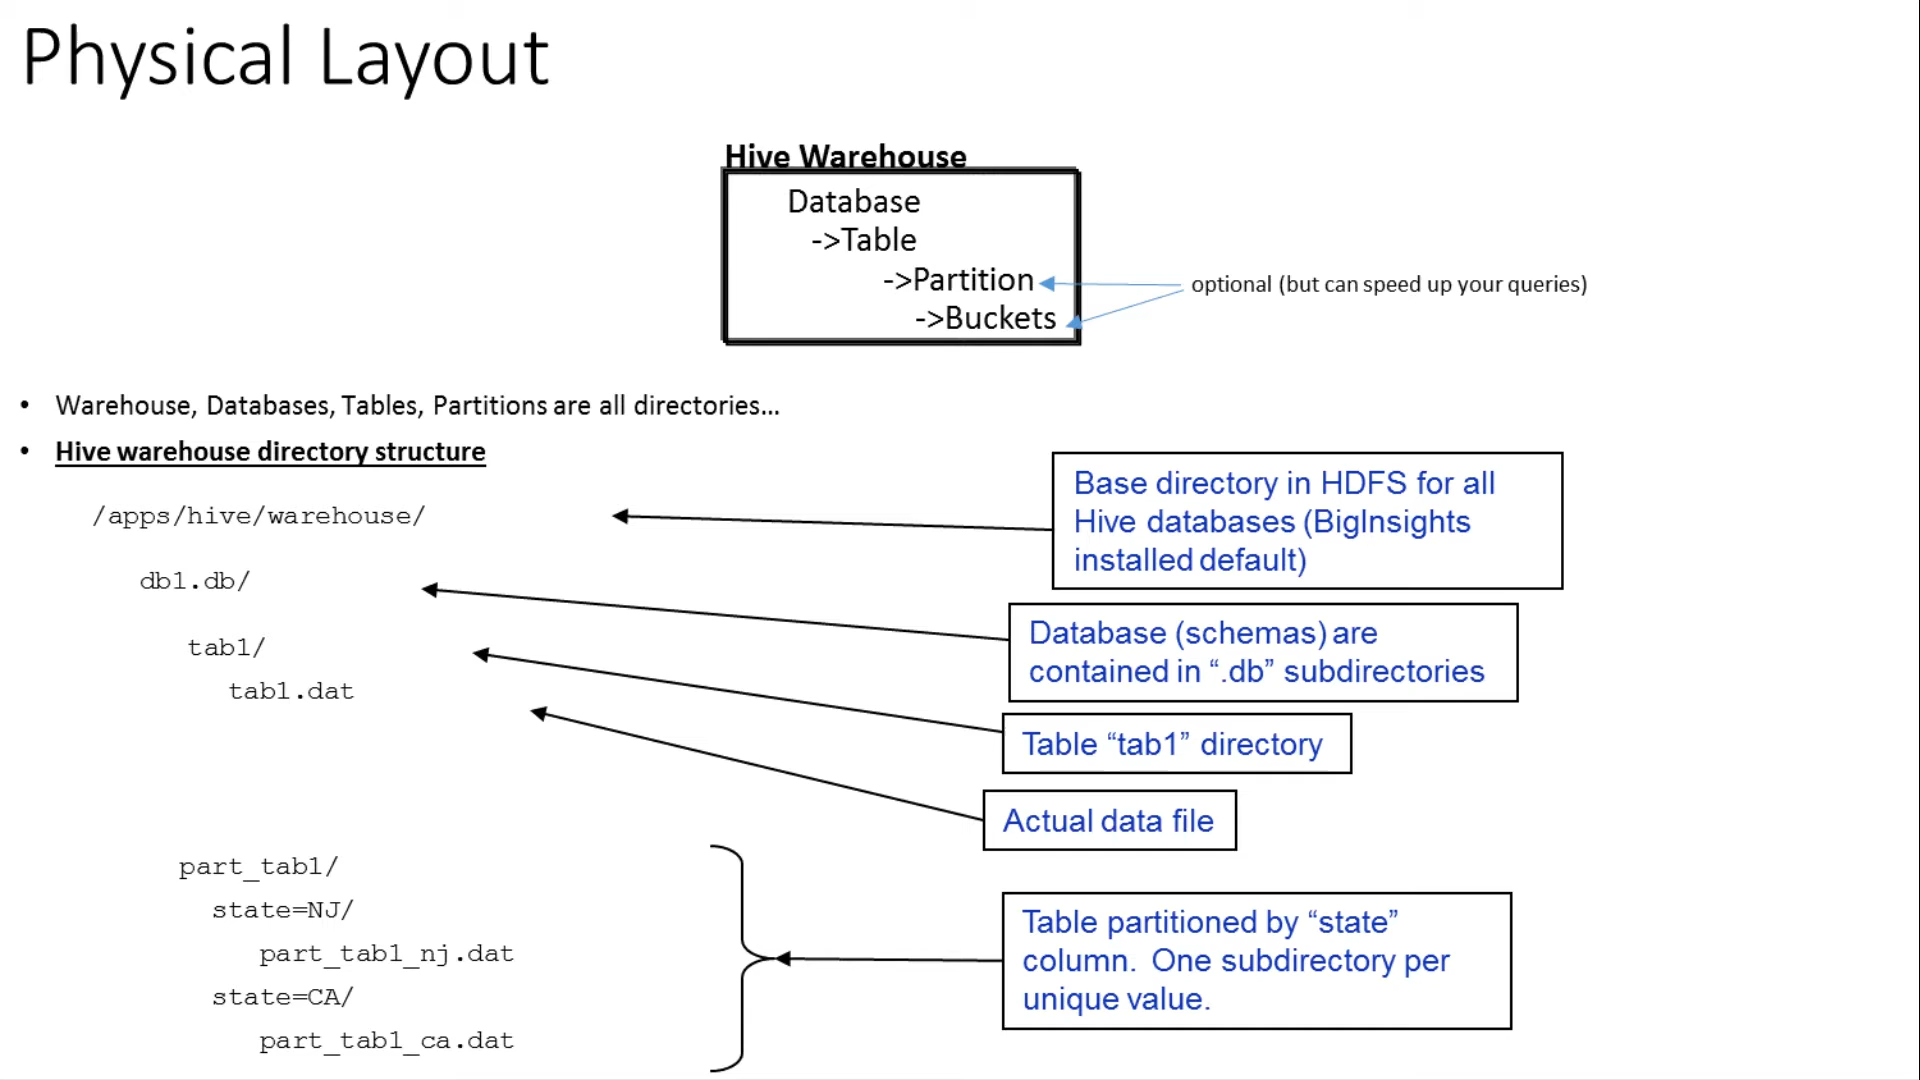 Physical Layout
Hive Warehouse
Database
->Table
->Partition
->Buckets
optional (but can speed up your queries)
• Warehouse, Databases, Tables, Partitions are all directories...
• Hive warehouse directory structure
/apps/hive/warehouse/
Base directory in HDFS for all
Hive databases (BigInsights
installed default)
db1.db/
Database (schemas) are
contained in “.db” subdirectories
tab1/
Table “tab1” directory
tab1.dat
Actual data file
part_tab1/
state=NJ/
part_tab1_nj.dat
state=CA/
part_tab1_ca.dat
Table partitioned by “state”
column. One subdirectory per
unique value.